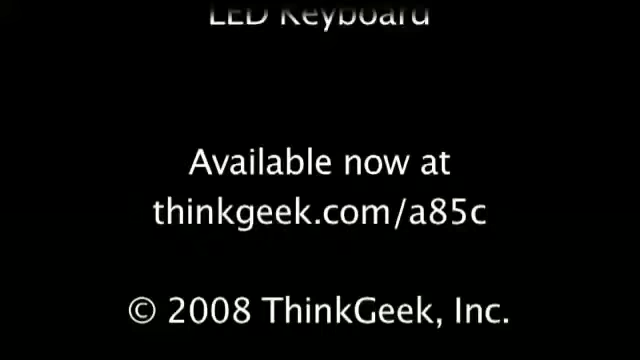 LED Keyboard
Available now at
thinkgeek.com/a85c
© 2008 ThinkGeek, Inc.